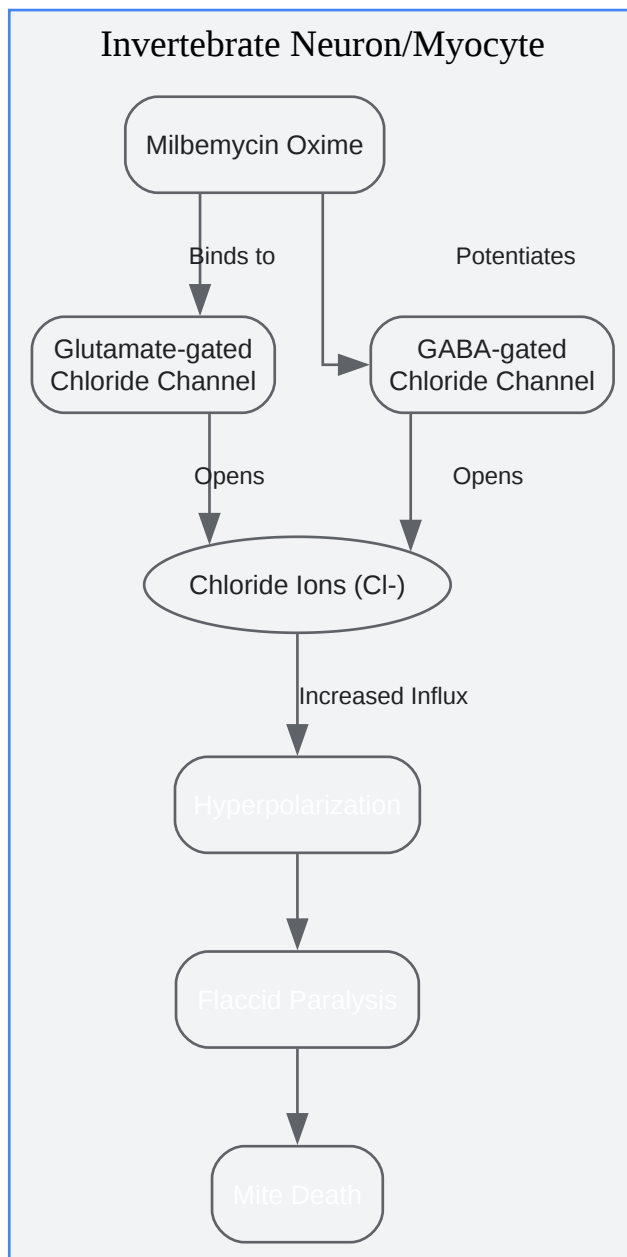 Invertebrate Neuron/Myocyte
Milbemycin Oxime
Binds to
Potentiates
Glutamate-gated
Chloride Channel
GABA-gated
Chloride Channel
Opens
Opens
Chloride Ions (Cl-)
Increased Influx
Hyperpolarization
Flaccid Paralysis
Mite Death